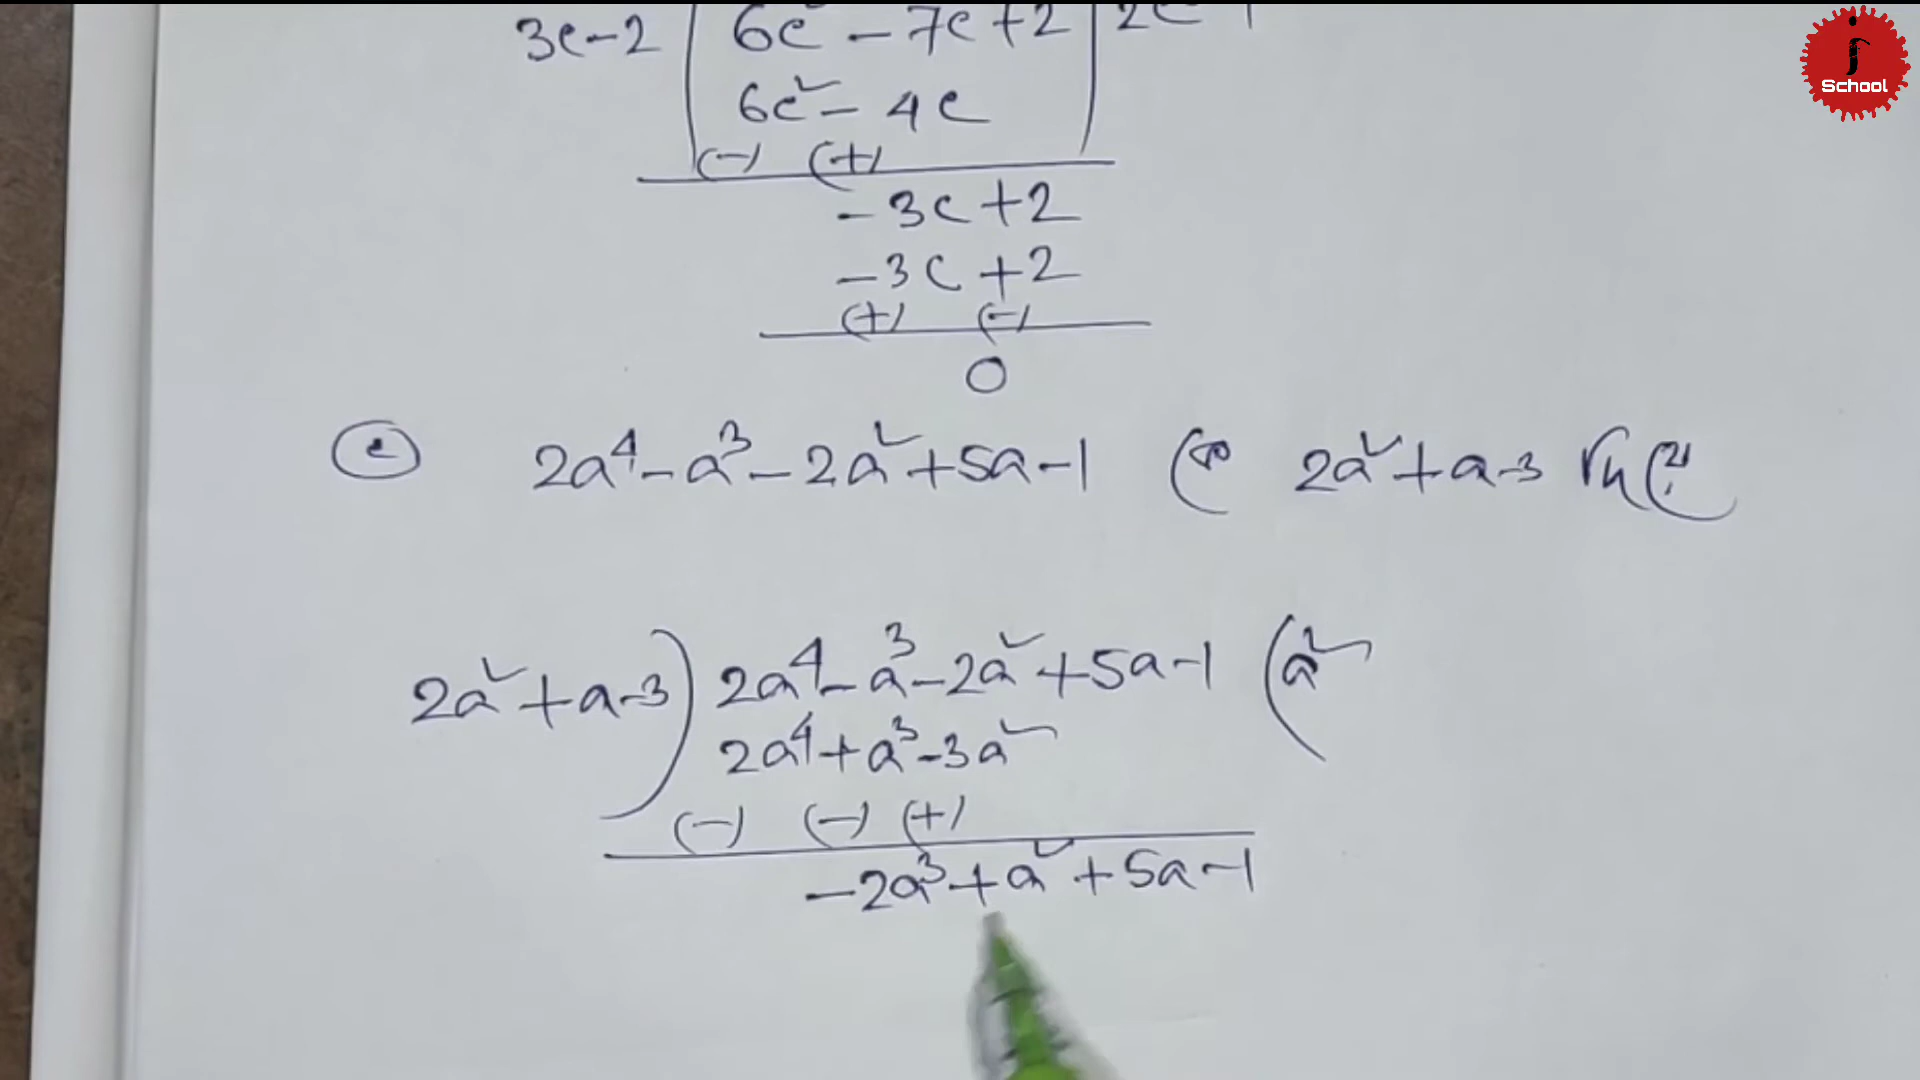 3c-2 | 6c² - 7c + 2 | 2c-1
6c² - 4c
(-) (+)
-3c + 2
-3c + 2
(+) (-)
0
c 2a⁴ - a³ - 2a² + 5a - 1 কে 2a² + a - 3
2a² + a - 3 ) 2a⁴ - a³ - 2a² + 5a - 1 ( a²
2a⁴ + a³ - 3a²
(-) (-) (+)
-2a³ + a² + 5a - 1
School